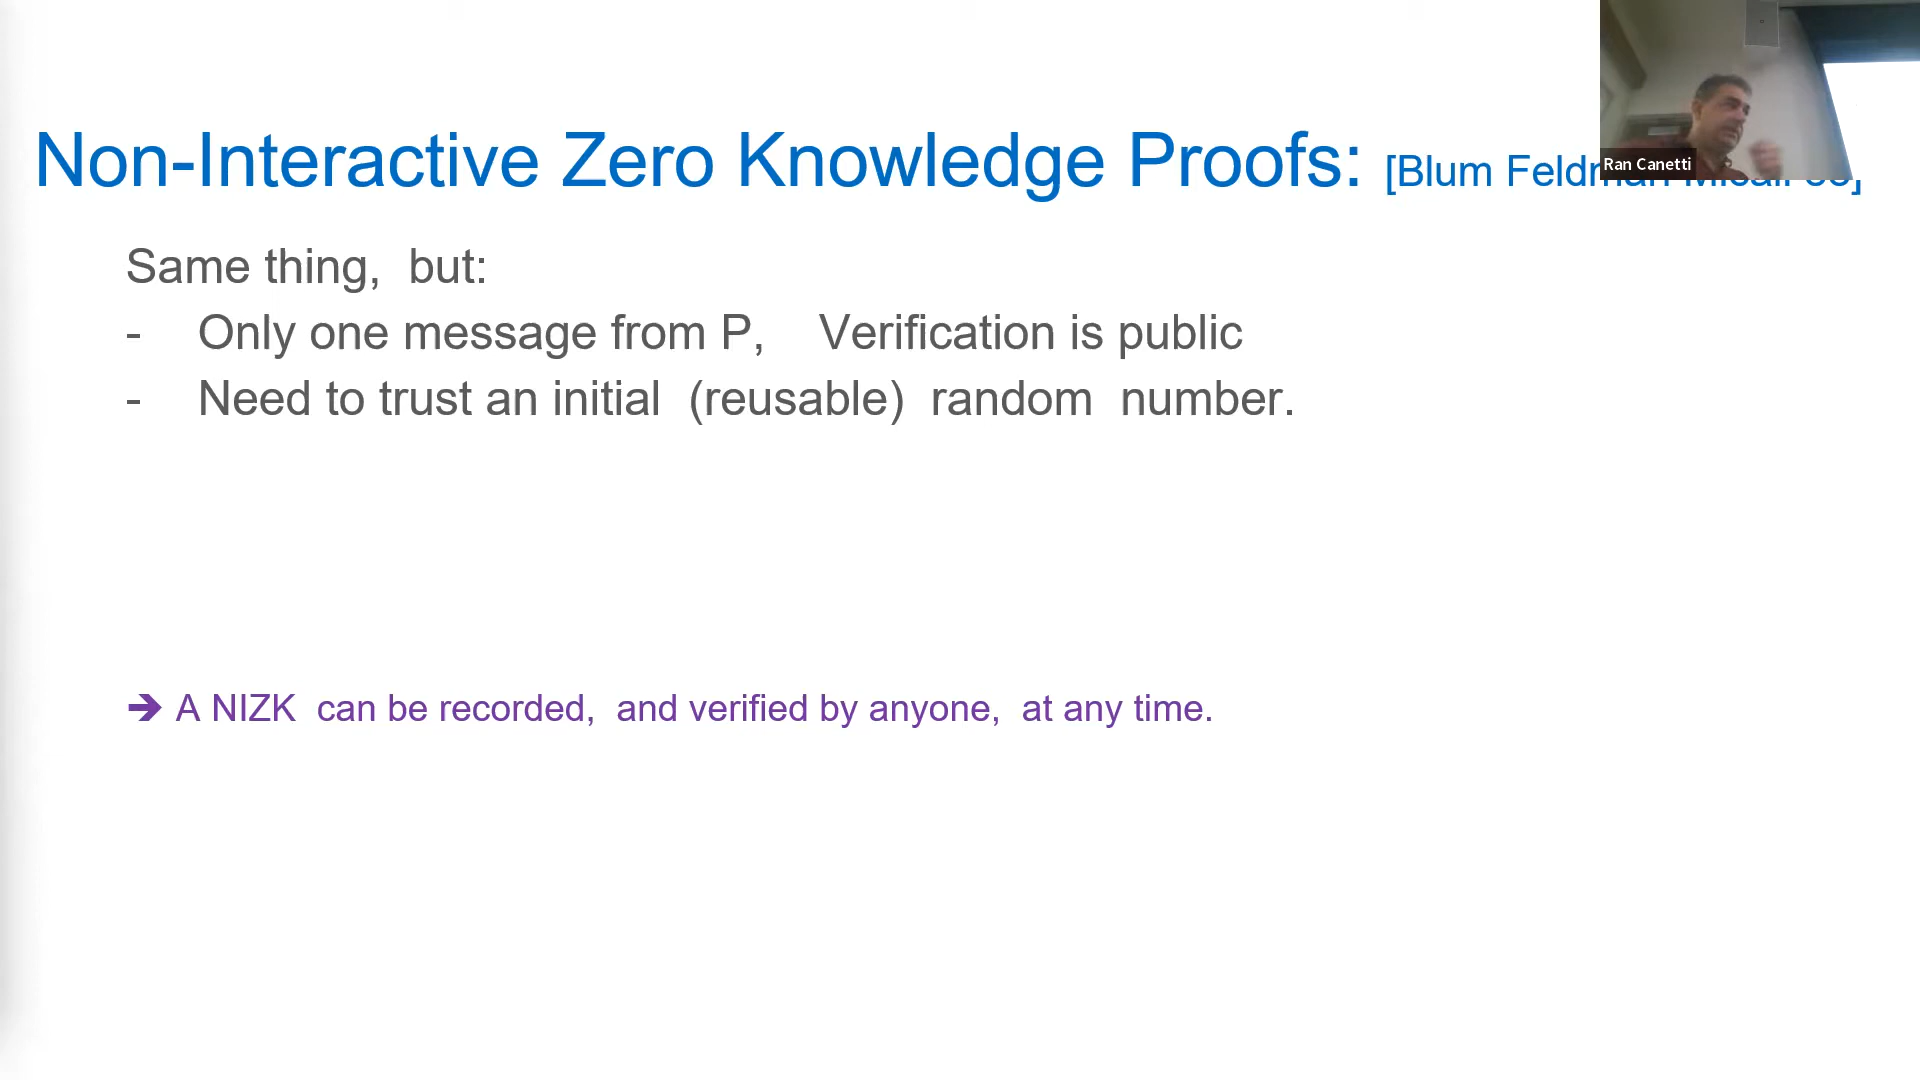 Non-Interactive Zero Knowledge Proofs: [Blum Feldman Micali
Ran Canetti
Same thing, but:
- Only one message from P, Verification is public
- Need to trust an initial (reusable) random number.
➔ A NIZK can be recorded, and verified by anyone, at any time.